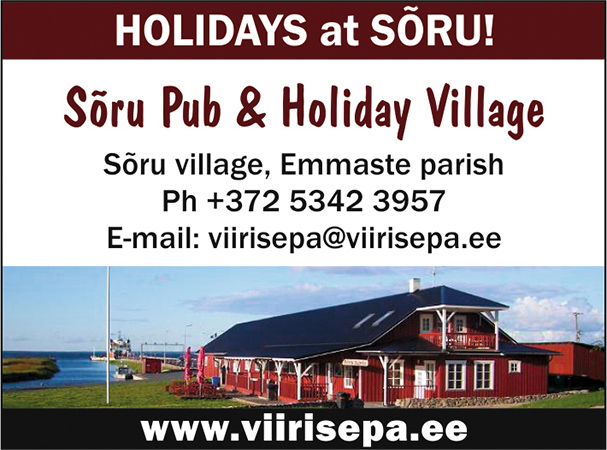 HOLIDAYS at SÕRU!
Sõru Pub & Holiday Village
Sõru village, Emmaste parish
Ph +372 5342 3957
E-mail: viirisepa@viirisepa.ee
www.viirisepa.ee